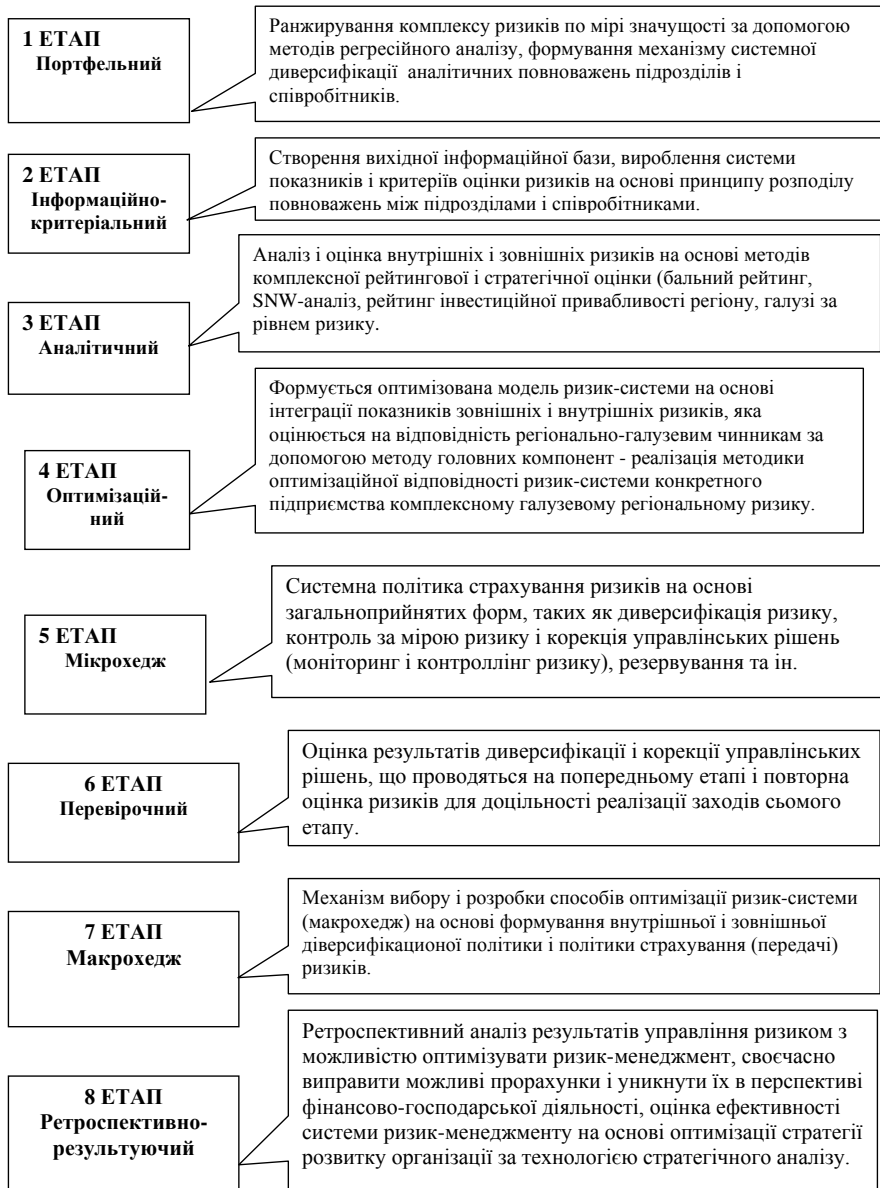 1 ЕТАП
Портфельний
Ранжирування комплексу ризиків по мірі значущості за допомогою
методів регресійного аналізу, формування механізму системної
диверсифікації аналітичних повноважень підрозділів і
співробітників.
2 ЕТАП
Інформаційно-
критеріальний
Створення вихідної інформаційної бази, вироблення системи
показників і критеріїв оцінки ризиків на основі принципу розподілу
повноважень між підрозділами і співробітниками.
3 ЕТАП
Аналітичний
Аналіз і оцінка внутрішніх і зовнішніх ризиків на основі методів
комплексної рейтингової і стратегічної оцінки (бальний рейтинг,
SNW-аналіз, рейтинг інвестиційної привабливості регіону, галузі за
рівнем ризику.
4 ЕТАП
Оптимізацій-
ний
Формується оптимізована модель ризик-системи на основі
інтеграції показників зовнішніх і внутрішніх ризиків, яка
оцінюється на відповідність регіонально-галузевим чинникам за
допомогою методу головних компонент - реалізація методики
оптимізаційної відповідності ризик-системи конкретного
підприємства комплексному галузевому регіональному ризику.
5 ЕТАП
Мікрохедж
Системна політика страхування ризиків на основі
загальноприйнятих форм, таких як диверсифікація ризику,
контроль за мірою ризику і корекція управлінських рішень
(моніторинг і контроллінг ризику), резервування та ін.
6 ЕТАП
Перевірочний
Оцінка результатів диверсифікації і корекції управлінських
рішень, що проводяться на попередньому етапі і повторна
оцінка ризиків для доцільності реалізації заходів сьомого
етапу.
7 ЕТАП
Макрохедж
Механізм вибору і розробки способів оптимізації ризик-системи
(макрохедж) на основі формування внутрішньої і зовнішньої
діверсифікационої політики і політики страхування (передачі)
ризиків.
8 ЕТАП
Ретроспективно-
результуючий
Ретроспективний аналіз результатів управління ризиком з
можливістю оптимізувати ризик-менеджмент, своєчасно
виправити можливі прорахунки і уникнути їх в перспективі
фінансово-господарської діяльності, оцінка ефективності
системи ризик-менеджменту на основі оптимізації стратегії
розвитку організації за технологією стратегічного аналізу.